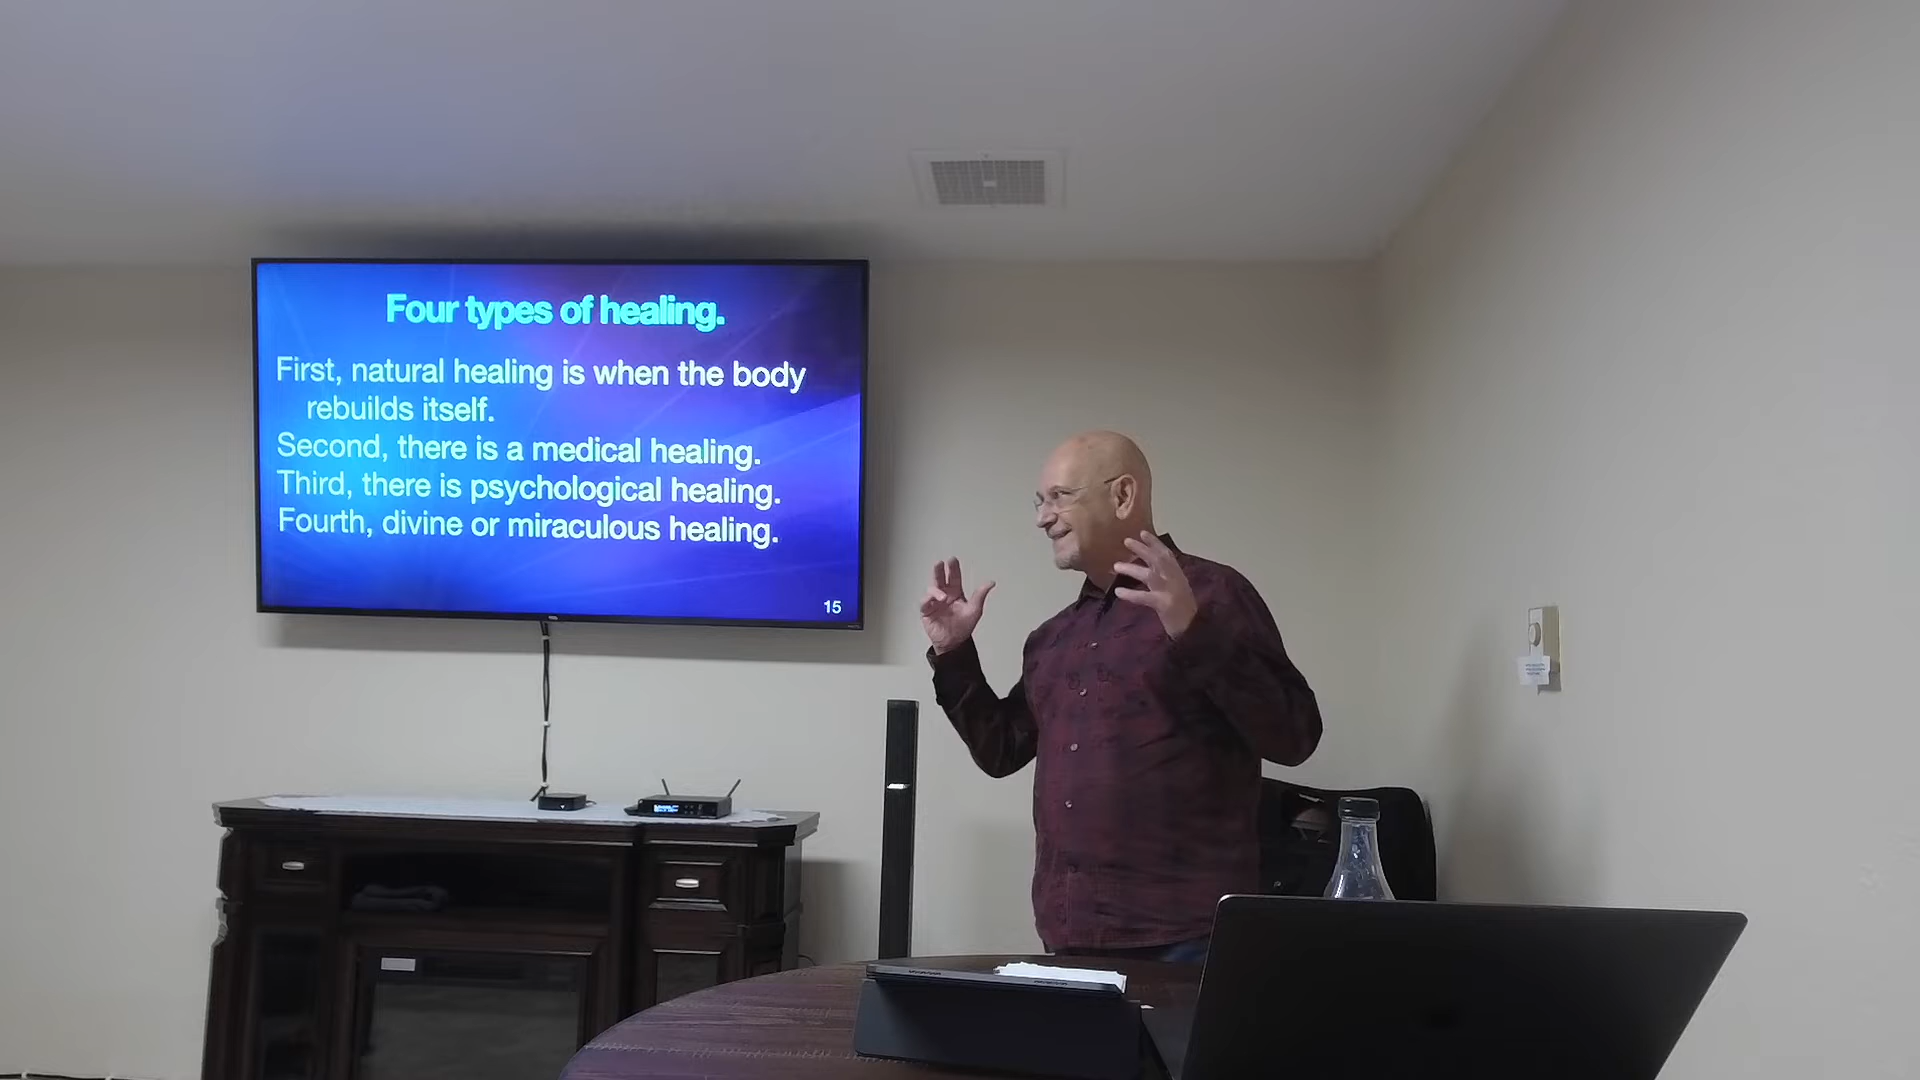 Four types of healing.
First, natural healing is when the body
rebuilds itself.
Second, there is a medical healing.
Third, there is psychological healing.
Fourth, divine or miraculous healing.
15